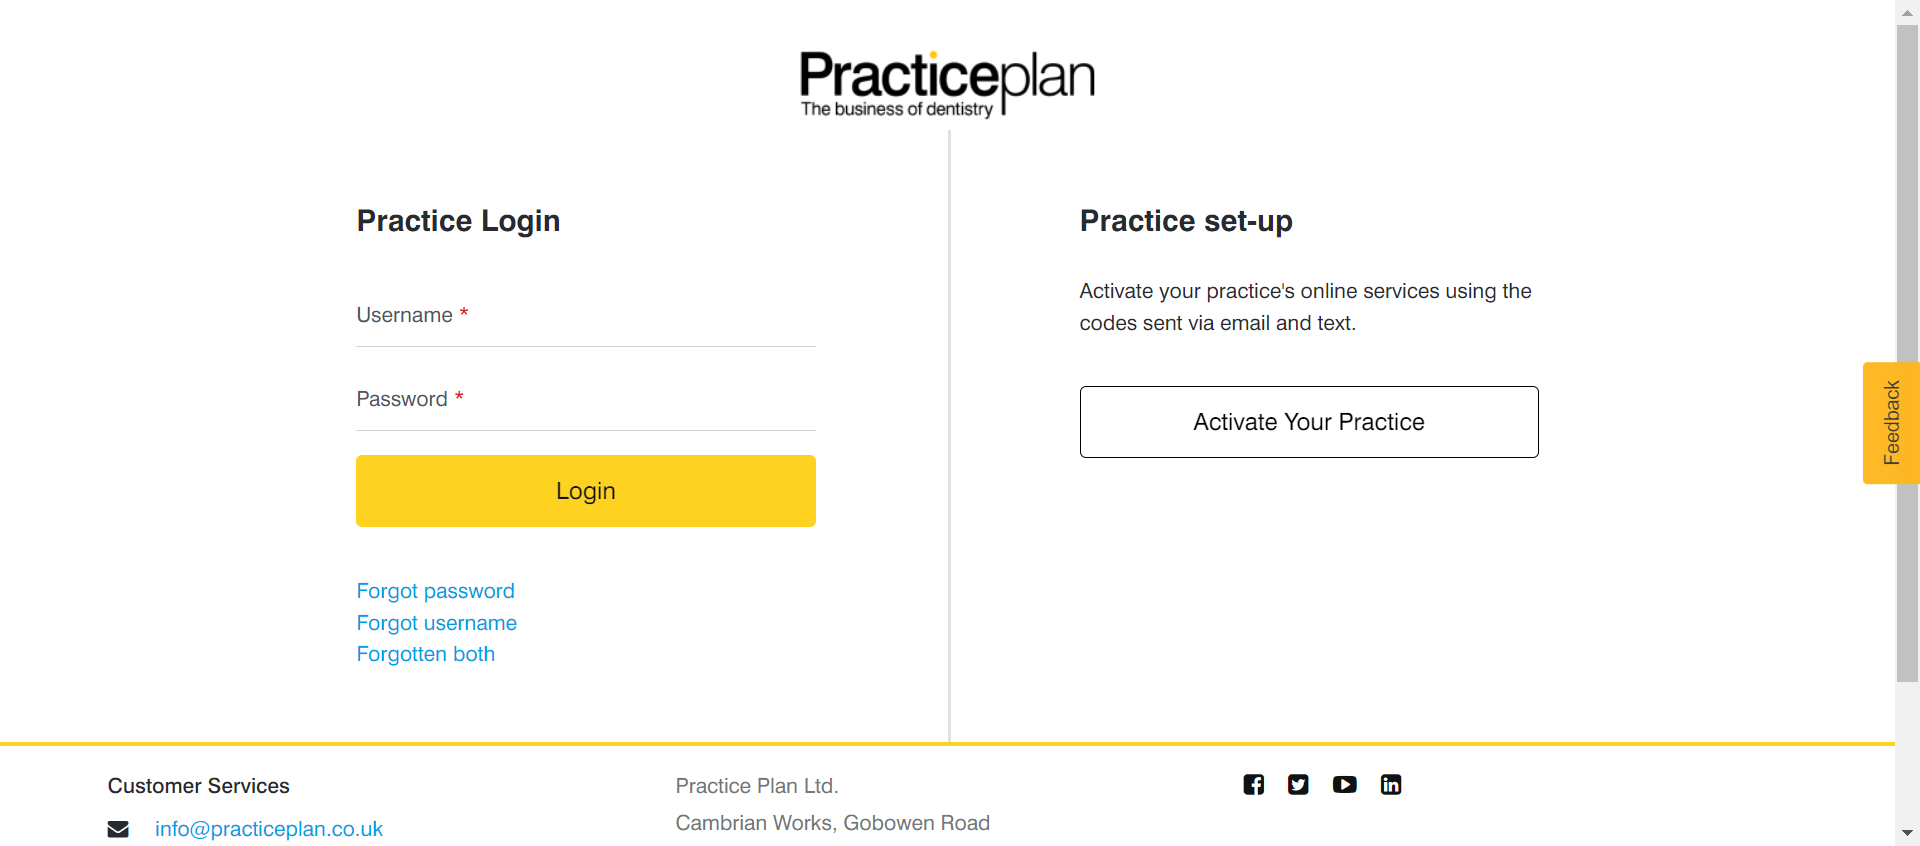 Practiceplan
The business of dentistry
Practice Login
Username *
Password *
Login
Forgot password
Forgot username
Forgotten both
Practice set-up
Activate your practice's online services using the
codes sent via email and text.
Activate Your Practice
Feedback
Customer Services
info@practiceplan.co.uk
Practice Plan Ltd.
Cambrian Works, Gobowen Road